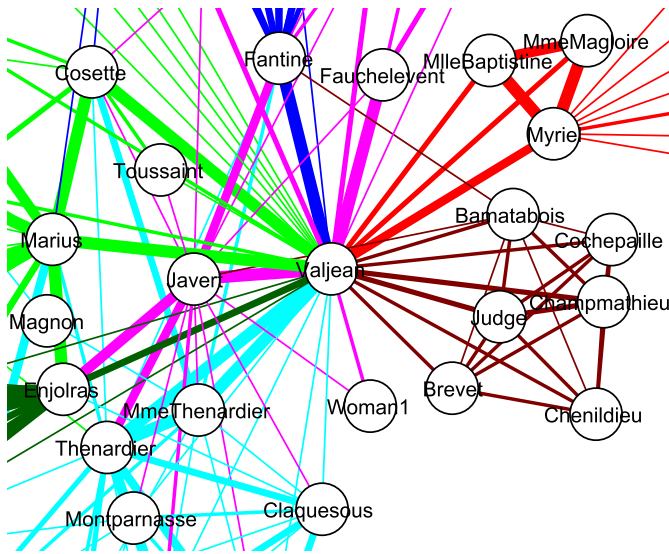 MmeMagloire
Fantine
MlleBaptistine
Cosette
Fauchelevent
Myriel
Toussaint
Bamatabois
Marius
Cochepaille
Valjean
Javert
Champmathieu
Magnon
Judge
Enjolras
Brevet
MmeThenardier
Woman1
Chenildieu
Thenardier
Claquesous
Montparnasse